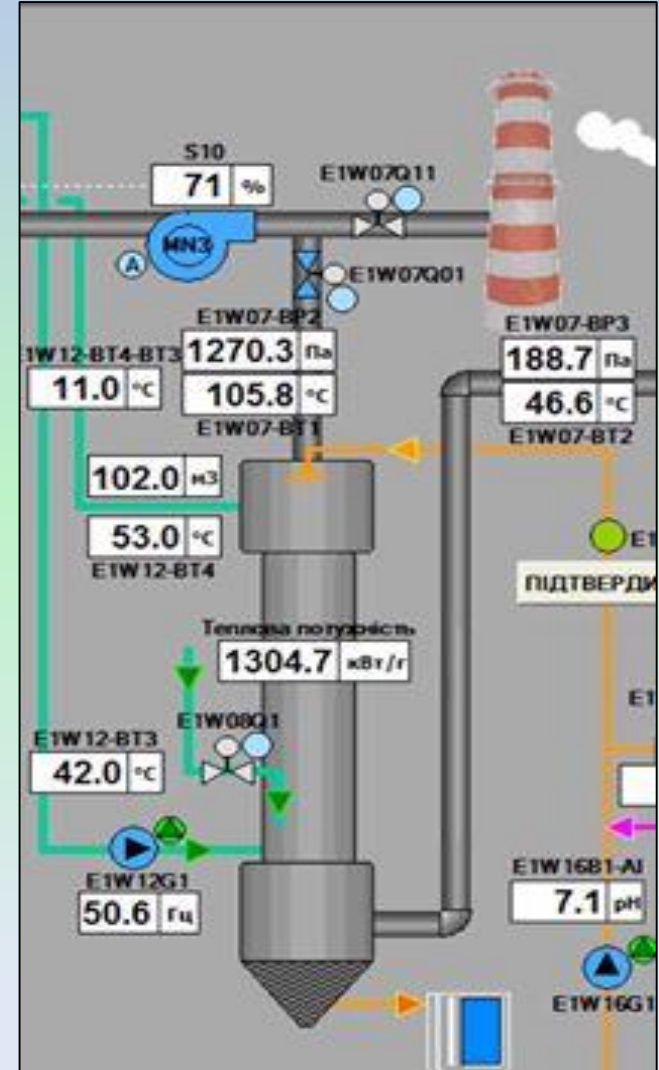 S10
71 %
E1W07Q11
MN3
A
E1W07Q01
E1W07-BP2
1270.3 Па
105.8 °C
E1W07-BT1
1W12-BT4-BT3
11.0 °C
E1W07-BP3
188.7 Па
46.6 °C
E1W07-BT2
102.0 м3
53.0 °C
E1W12-BT4
E1
ПІДТВЕРДИ
Теплова потужність
1304.7 кВт/г
E1
E1W08Q1
E1W12-BT3
42.0 °C
E1W12G1
50.6 Гц
E1W16B1-AI
7.1 pH
E1W16G1